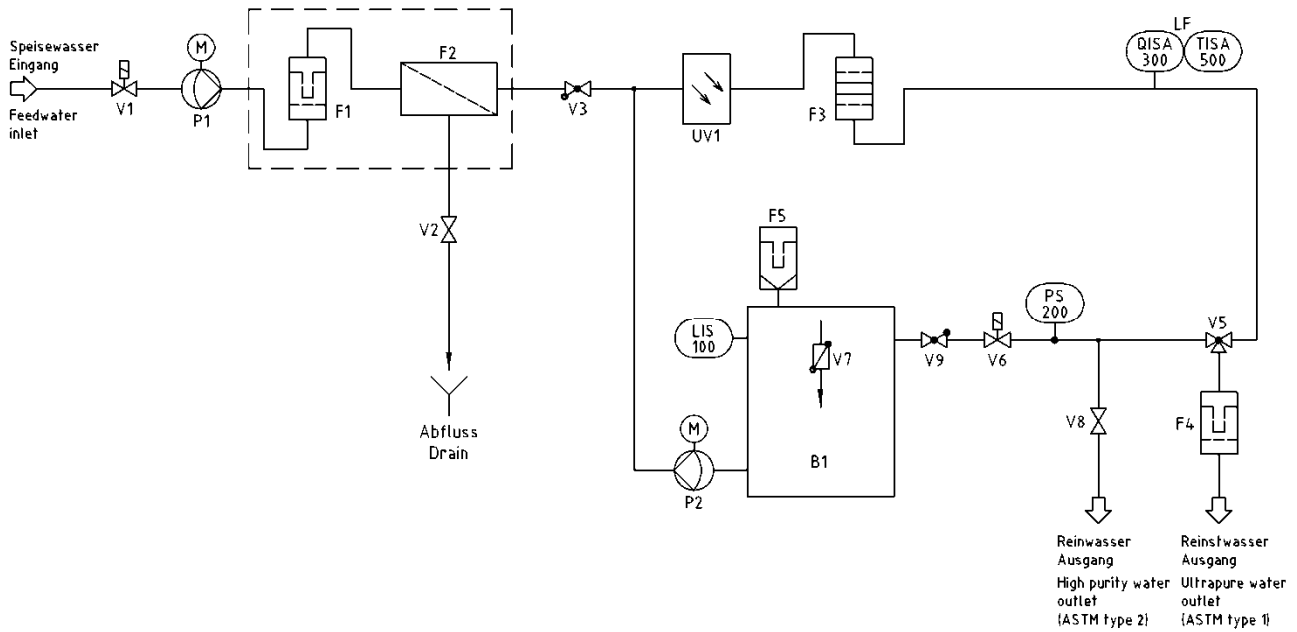 Speisewasser
Eingang
Feedwater
inlet
V1
M
P1
F1
F2
V2
Abfluss
Drain
V3
UV1
F3
LF
QISA
300
TISA
500
F5
LIS
100
V7
B1
M
P2
V9
V6
PS
200
V5
V8
F4
Reinwasser
Ausgang
High purity water
outlet
(ASTM type 2)
Reinstwasser
Ausgang
Ultrapure water
outlet
(ASTM type 1)